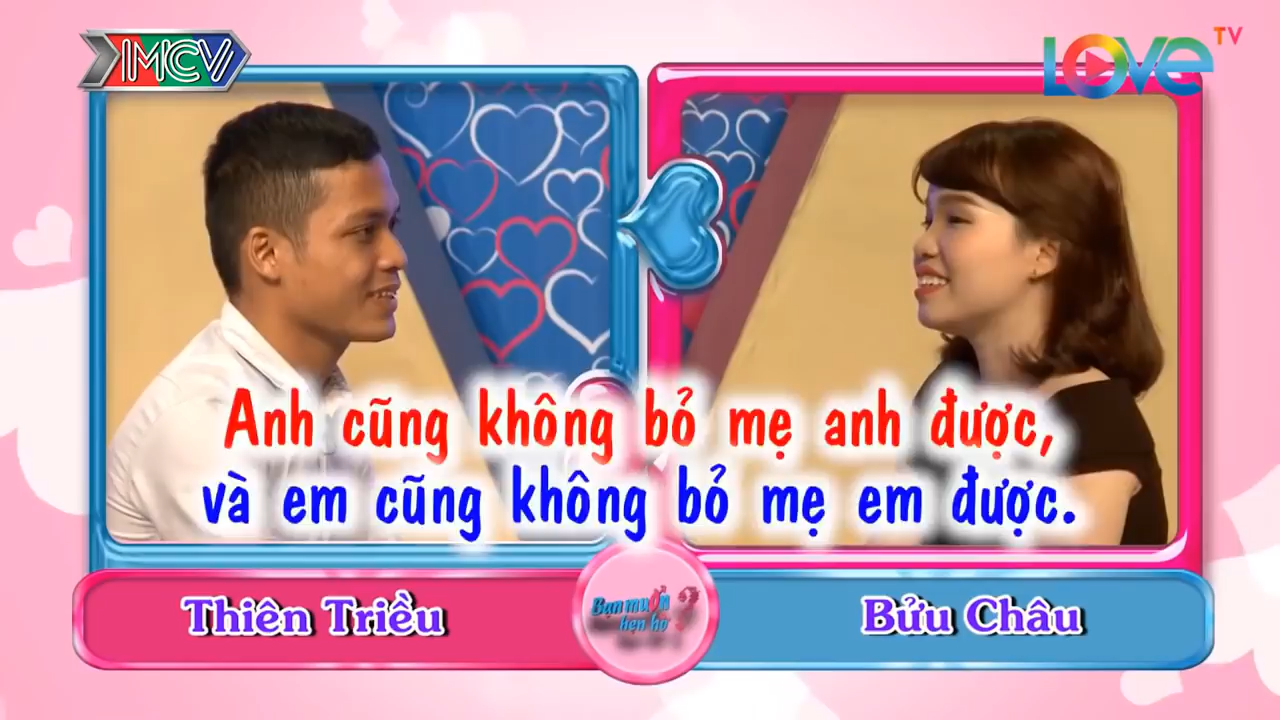 MCV
LOVE TV
Anh cũng không bỏ mẹ anh được,
và em cũng không bỏ mẹ em được.
Thiên Triều
Bạn muốn
hẹn hò
Bửu Châu